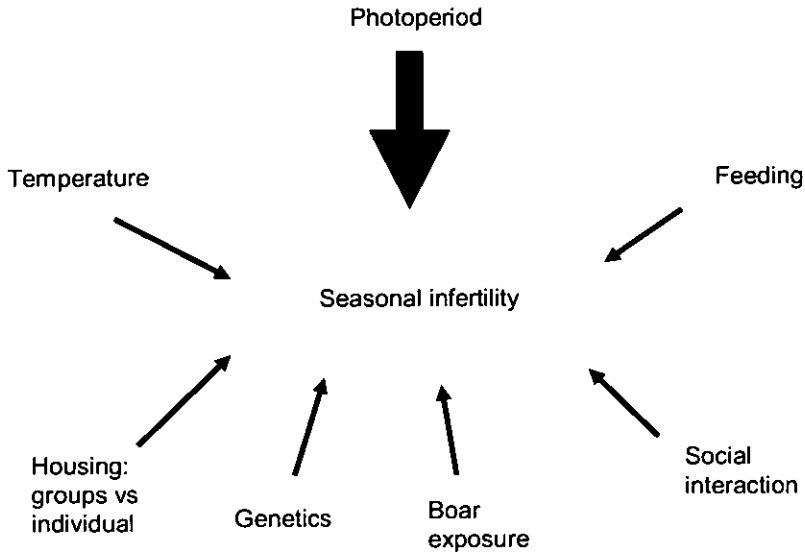 Photoperiod
Temperature
Feeding
Seasonal infertility
Housing:
groups vs
individual
Genetics
Boar
exposure
Social
interaction